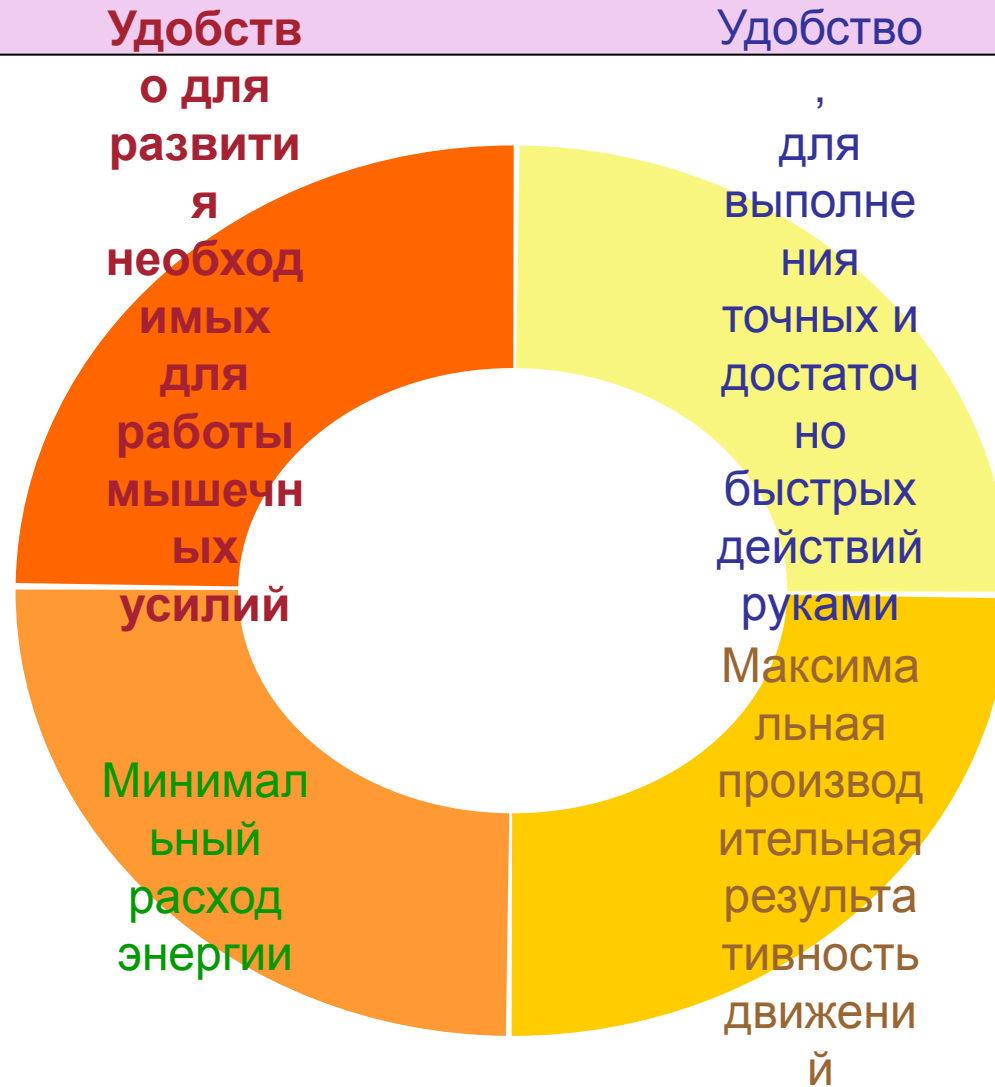 Удобств
о для
развити
я
необход
имых
для
работы
мышечн
ых
усилий
Удобство
,
для
выполне
ния
точных и
достаточ
но
быстрых
действий
руками
Минимал
ьный
расход
энергии
Максима
льная
производ
ительная
результа
тивность
движени
й